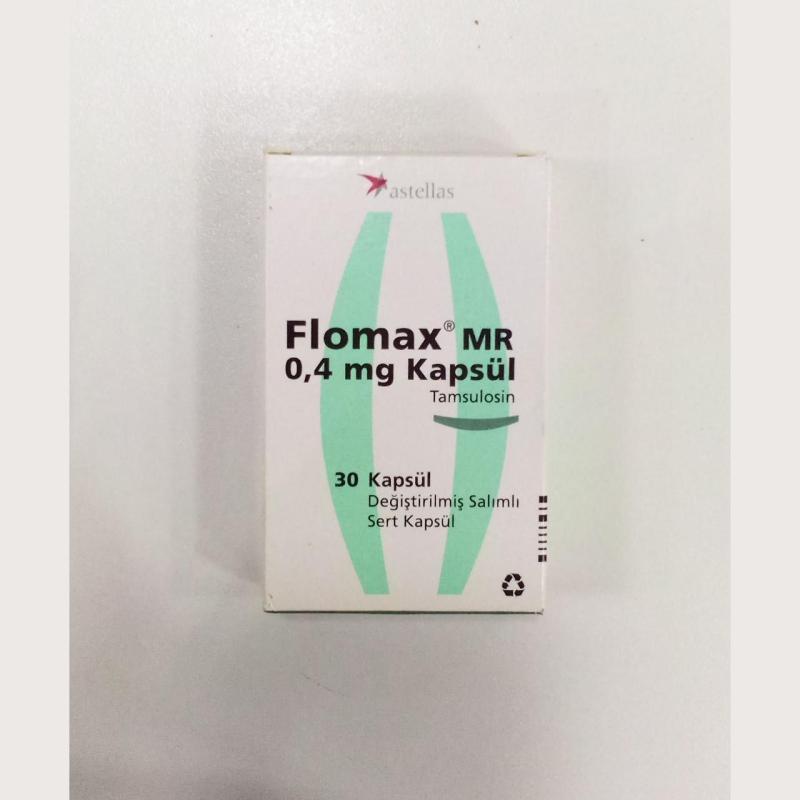 astellas
Flomax® MR
0,4 mg Kapsül
Tamsulosin
30 Kapsül
Değiştirilmiş Salımlı
Sert Kapsül